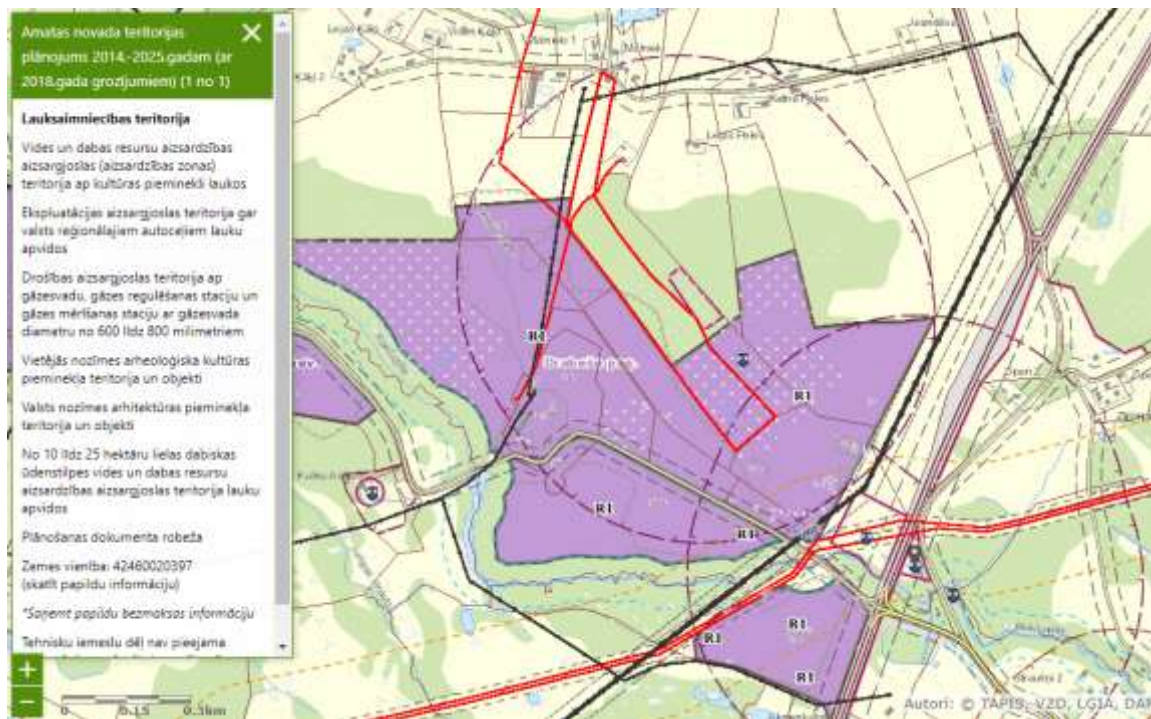 Amatas novada teritorijas
plānojums 2014.-2025.gadam (ar
2018.gada grozījumiem) (1 no 1)
Lauksaimniecības teritorija
Vides un dabas resursu aizsardzības
aizsargjoslas (aizsardzības zonas)
teritorija ap kultūras pieminekli laukos
Ekspluatācijas aizsargjoslas teritorija gar
valsts reģionālajiem autoceļiem lauku
apvidos
Drošības aizsargjoslas teritorija ap
gāzesvadu, gāzes regulēšanas staciju un
gāzes mērīšanas staciju ar gāzesvada
diametru no 600 līdz 800 milimetriem
Vietējās nozīmes arheoloģiska kultūras
pieminekļa teritorija un objekti
Valsts nozīmes arhitektūras pieminekļa
teritorija un objekti
No 10 līdz 25 hektāru lielas dabiskas
ūdenstilpes vides un dabas resursu
aizsardzības aizsargjoslas teritorija lauku
apvidos
Plānošanas dokumenta robeža
Zemes vienība: 42460020397
(skatīt papildu informāciju)
*Saņemt papildu bezmaksas informāciju
Tehnisku iemeslu dēļ nav pieejama
R1
R1
R1
R1
R1
R1
R1
0 0.15 0.3km
Autori: © TAPIS, VZD, LĢIA, DAP